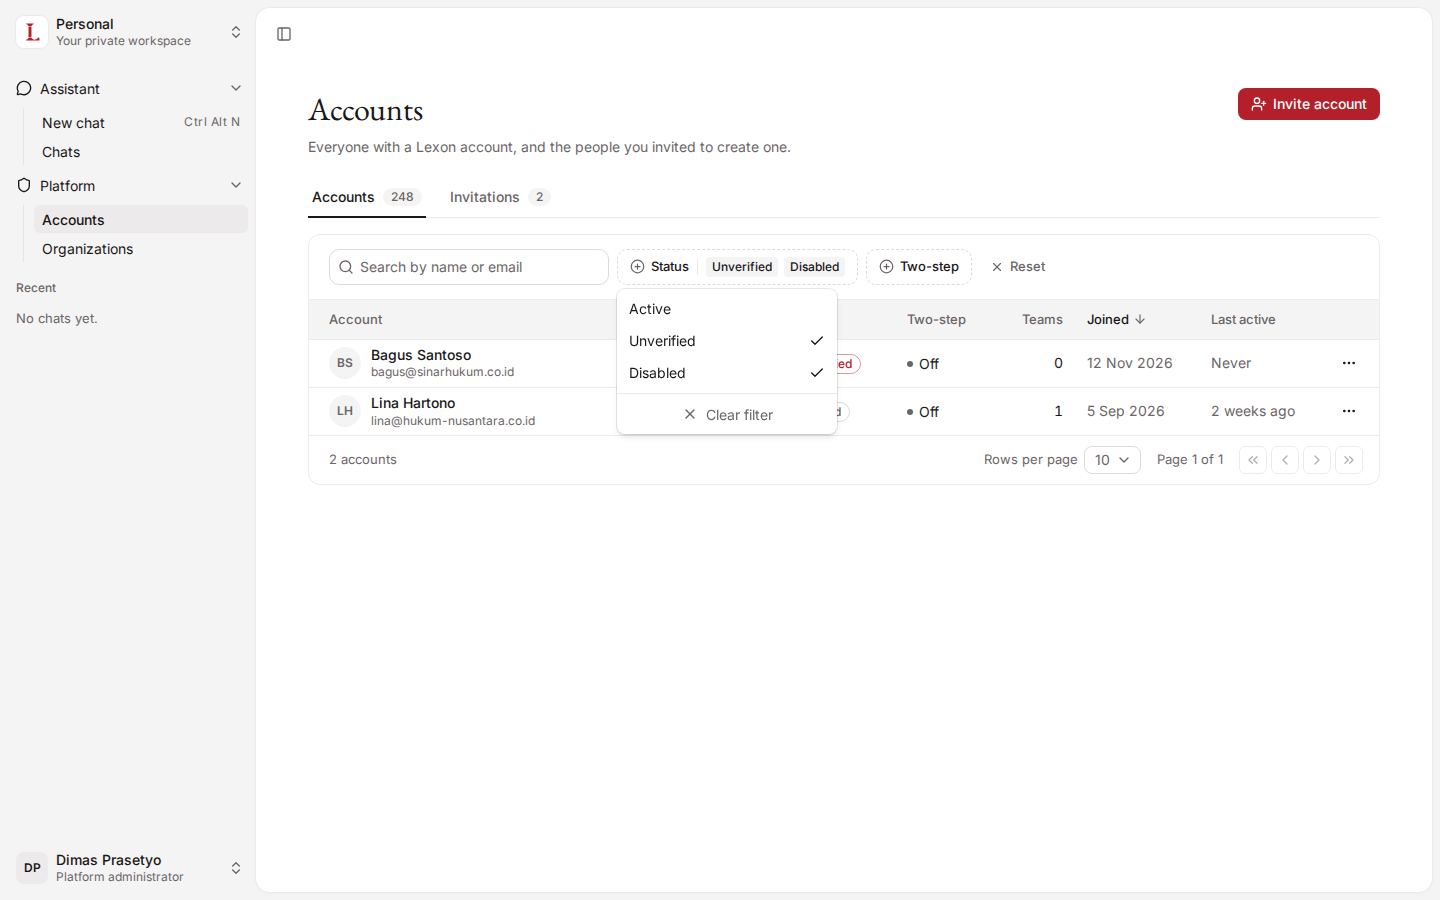 L
Personal
Your private workspace
Assistant
New chat
Ctrl Alt N
Chats
Platform
Accounts
Organizations
Recent
No chats yet.
DP
Dimas Prasetyo
Platform administrator
Accounts
Invite account
Everyone with a Lexon account, and the people you invited to create one.
Accounts 248
Invitations 2
Search by name or email
Status Unverified Disabled
Two-step
Reset
Active
Unverified
Disabled
Clear filter
Account
Two-step
Teams
Joined
Last active
BS
Bagus Santoso
bagus@sinarhukum.co.id
ed
Off
0
12 Nov 2026
Never
LH
Lina Hartono
lina@hukum-nusantara.co.id
d
Off
1
5 Sep 2026
2 weeks ago
2 accounts
Rows per page
10
Page 1 of 1